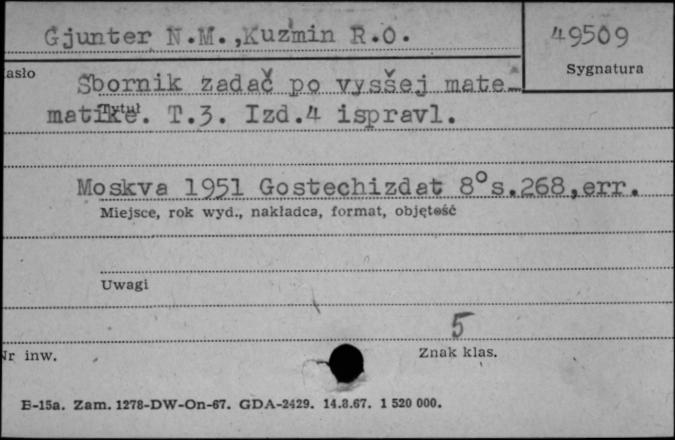 Gjunter N.M.,Kuzmin R.O.
49509
Sygnatura
asło
Sbornik zadač po vysšej mate-
matike. T.3. Izd.4 ispravl.
Tytuł
Moskva 1951 Gostechizdat 8° s.268,err.
Miejsce, rok wyd., nakładca, format, objętość
Uwagi
5
Nr inw.
Znak klas.
E-15a. Zam. 1278-DW-On-67. GDA-2429. 14.8.67. 1 520 000.